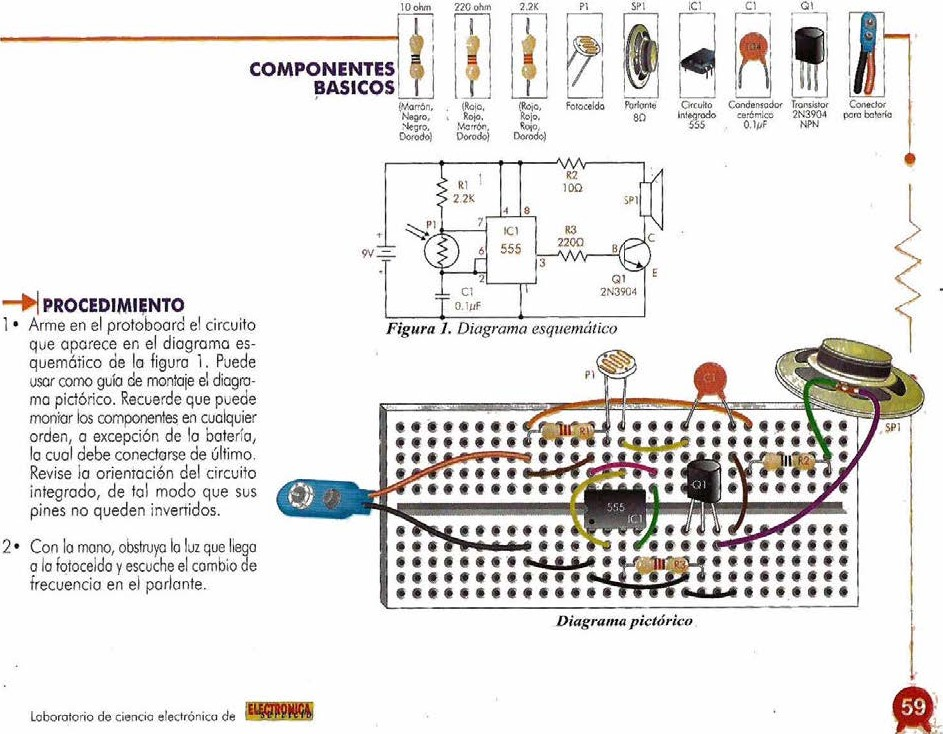 10 ohm
220 ohm
2.2K
P1
SP1
IC1
C1
Q1
COMPONENTES
BASICOS
(Marrón,
Negro,
Negro,
Dorado)
(Rojo,
Rojo,
Marrón,
Dorado)
(Rojo,
Rojo,
Rojo,
Dorado)
Fotocelda
Parlante
8Ω
Circuito
integrado
555
Condensador
cerámico
0.1µF
Transistor
2N3904
NPN
Conector
para batería
R1
2.2K
R2
10Ω
SP1
P1
4 8
7
IC1
555
6
2
3
1
R3
220Ω
B
C
E
Q1
2N3904
9V
+
-
C1
0.1µF
Figura 1. Diagrama esquemático
PROCEDIMIENTO
1• Arme en el protoboard el circuito
que aparece en el diagrama es-
quemático de la figura 1. Puede
usar como guía de montaje el diagra-
ma pictórico. Recuerde que puede
montar los componentes en cualquier
orden, a excepción de la batería,
la cual debe conectarse de último.
Revise la orientación del circuito
integrado, de tal modo que sus
pines no queden invertidos.
2• Con la mano, obstruya la luz que llega
a la fotocelda y escuche el cambio de
frecuencia en el parlante.
P1
C1
SP1
R1
R2
Q1
555
IC1
R3
Diagrama pictórico
Laboratorio de ciencia electrónica de ELECTRONICA
servicio
59